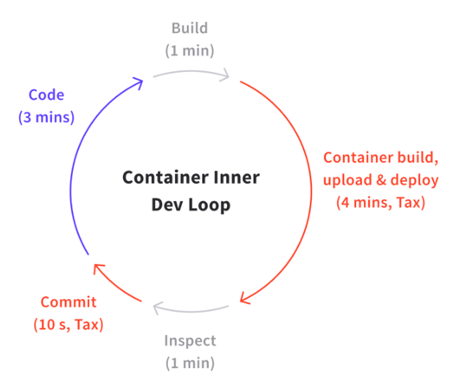 Build
(1 min)
Code
(3 mins)
Container Inner
Dev Loop
Container build,
upload & deploy
(4 mins, Tax)
Commit
(10 s, Tax)
Inspect
(1 min)